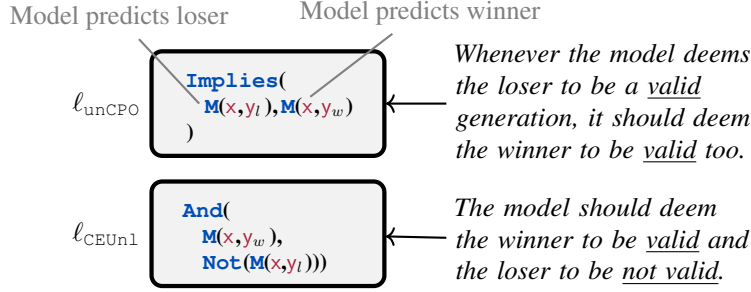 Model predicts loser
Model predicts winner
ℓunCPO
Implies(
M(x,yl),M(x,yw)
)
Whenever the model deems
the loser to be a valid
generation, it should deem
the winner to be valid too.
ℓCEUnl
And(
M(x,yw),
Not(M(x,yl)))
The model should deem
the winner to be valid and
the loser to be not valid.